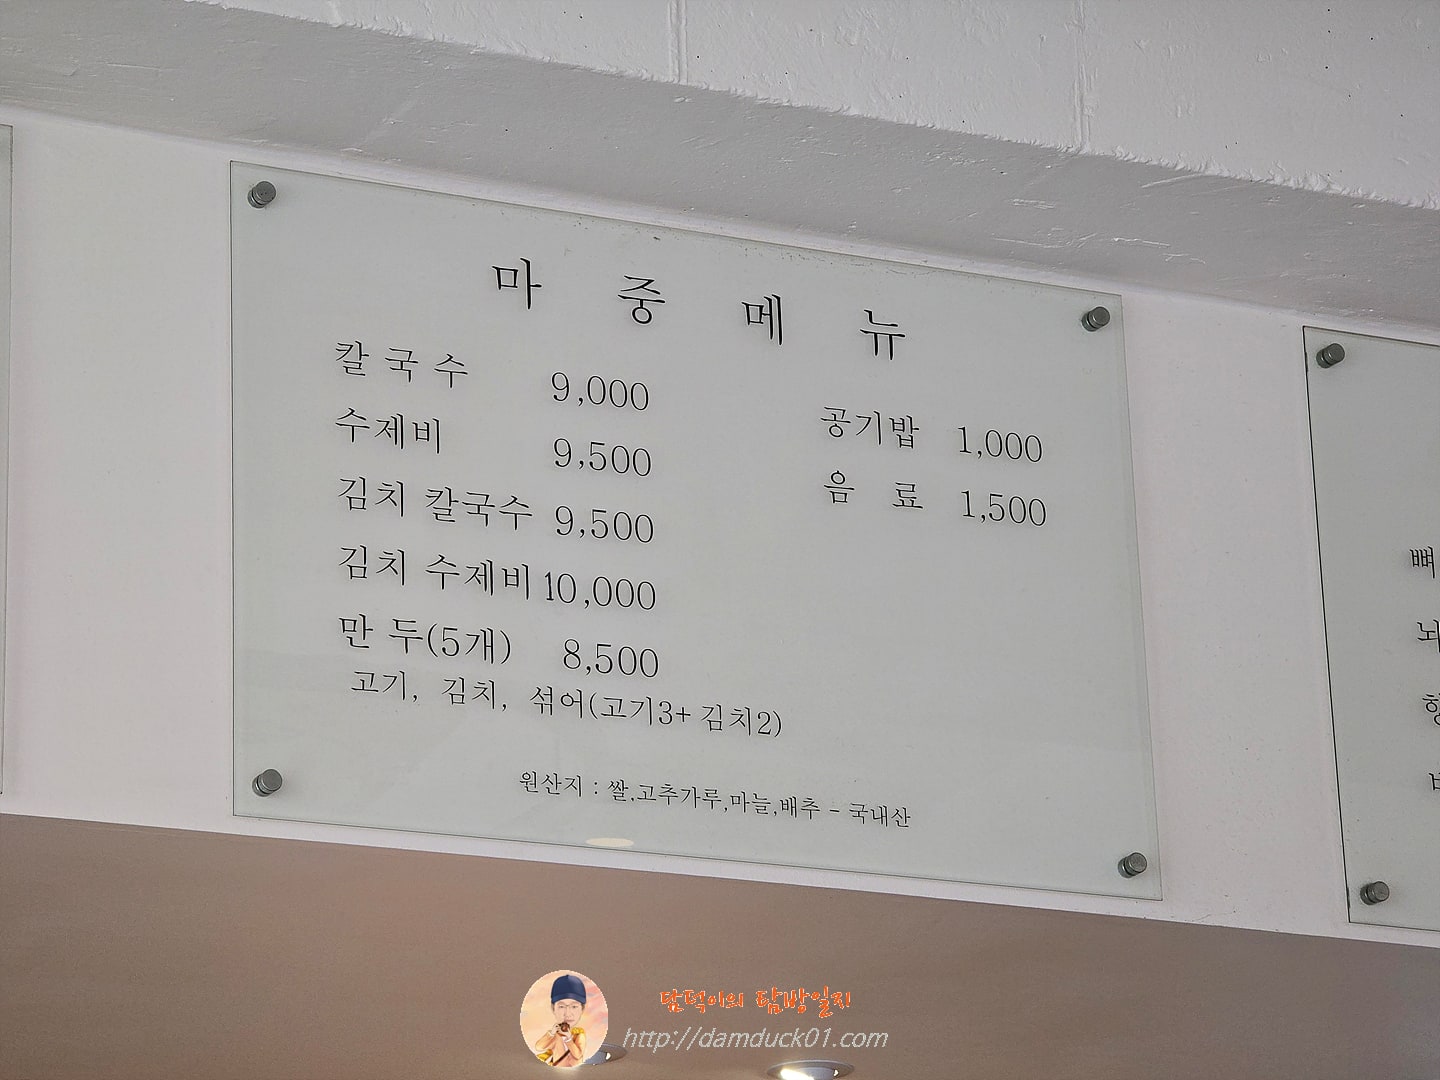 마 중 메 뉴
칼 국 수 9,000
수제비 9,500
김치 칼국수 9,500
김치 수제비 10,000
만 두(5개) 8,500
고기, 김치, 섞어(고기3+ 김치2)
공기밥 1,000
음 료 1,500
원산지 : 쌀,고추가루,마늘,배추 - 국내산
뼈
뇌
담덕이의 탐방일지
http://damduck01.com